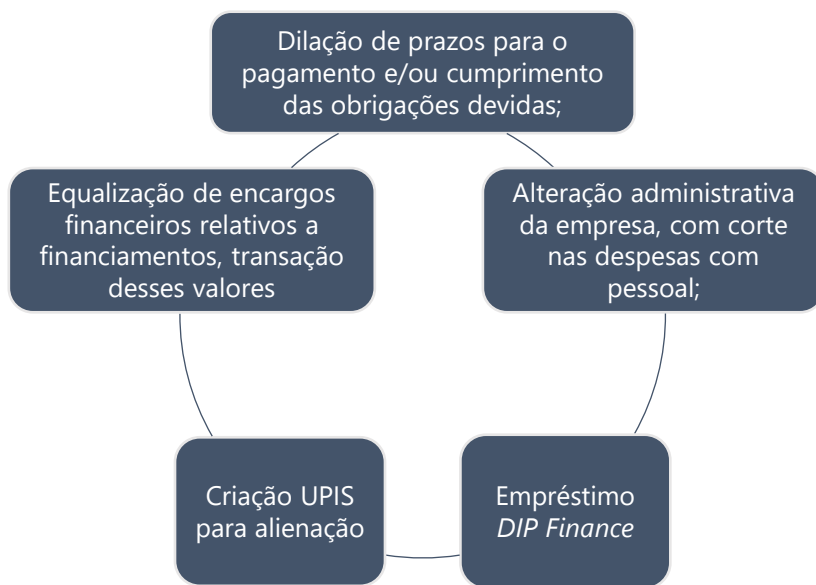 Dilação de prazos para o
pagamento e/ou cumprimento
das obrigações devidas;
Alteração administrativa
da empresa, com corte
nas despesas com
pessoal;
Empréstimo
DIP Finance
Criação UPIS
para alienação
Equalização de encargos
financeiros relativos a
financiamentos, transação
desses valores